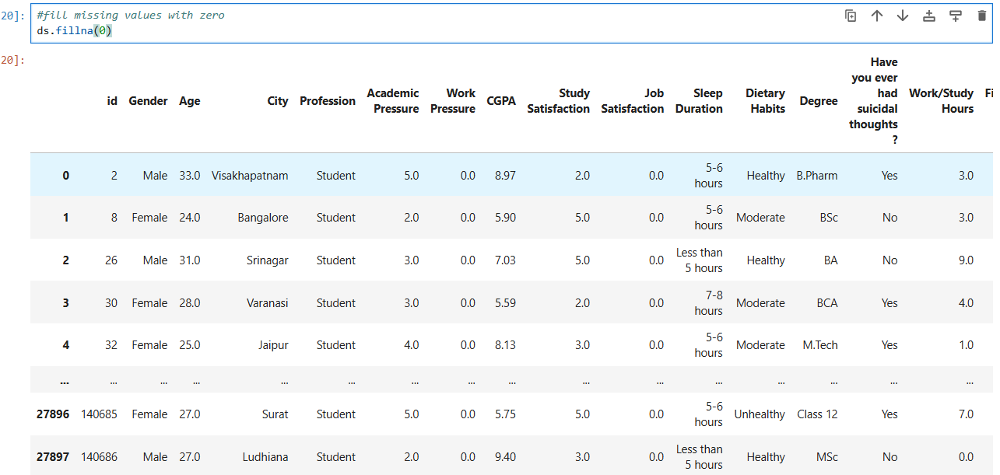 20]: #fill missing values with zero
ds.fillna(0)
20]:
id Gender Age City Profession Academic Pressure Work Pressure CGPA Study Satisfaction Job Satisfaction Sleep Duration Dietary Habits Degree Have you ever had suicidal thoughts ? Work/Study Hours Fi
0 2 Male 33.0 Visakhapatnam Student 5.0 0.0 8.97 2.0 0.0 5-6 hours Healthy B.Pharm Yes 3.0
1 8 Female 24.0 Bangalore Student 2.0 0.0 5.90 5.0 0.0 5-6 hours Moderate BSc No 3.0
2 26 Male 31.0 Srinagar Student 3.0 0.0 7.03 5.0 0.0 Less than 5 hours Healthy BA No 9.0
3 30 Female 28.0 Varanasi Student 3.0 0.0 5.59 2.0 0.0 7-8 hours Moderate BCA Yes 4.0
4 32 Female 25.0 Jaipur Student 4.0 0.0 8.13 3.0 0.0 5-6 hours Moderate M.Tech Yes 1.0
... ... ... ... ... ... ... ... ... ... ... ... ... ... ... ...
27896 140685 Female 27.0 Surat Student 5.0 0.0 5.75 5.0 0.0 5-6 hours Unhealthy Class 12 Yes 7.0
27897 140686 Male 27.0 Ludhiana Student 2.0 0.0 9.40 3.0 0.0 Less than 5 hours Healthy MSc No 0.0